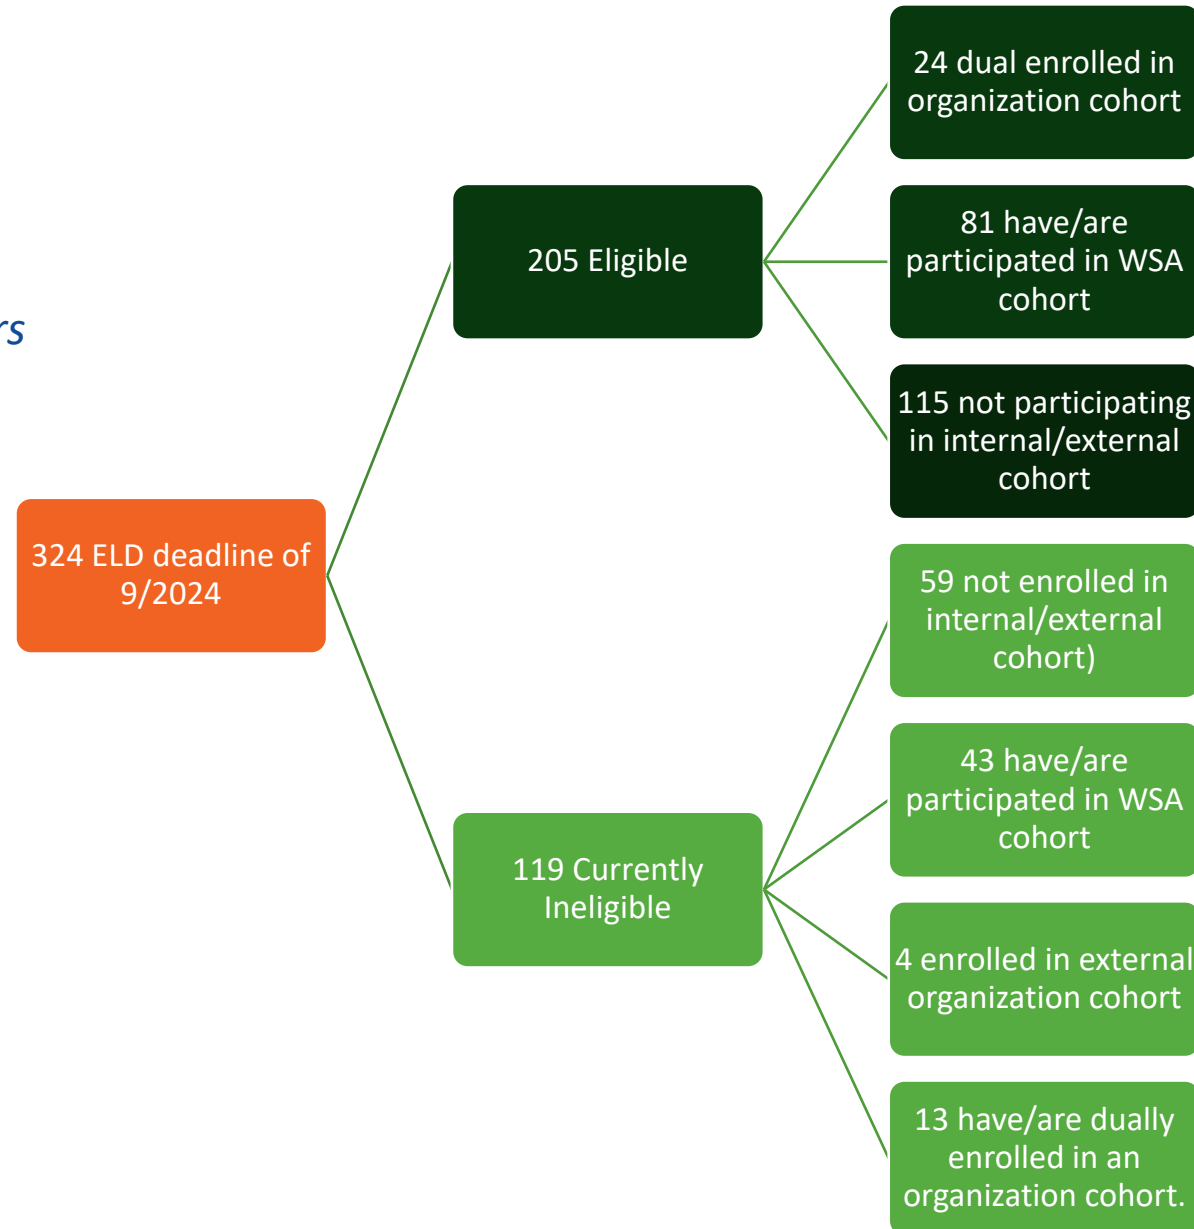 rs
324 ELD deadline of
9/2024
205 Eligible
24 dual enrolled in
organization cohort
81 have/are
participated in WSA
cohort
115 not participating
in internal/external
cohort
119 Currently
Ineligible
59 not enrolled in
internal/external
cohort)
43 have/are
participated in WSA
cohort
4 enrolled in external
organization cohort
13 have/are dually
enrolled in an
organization cohort.